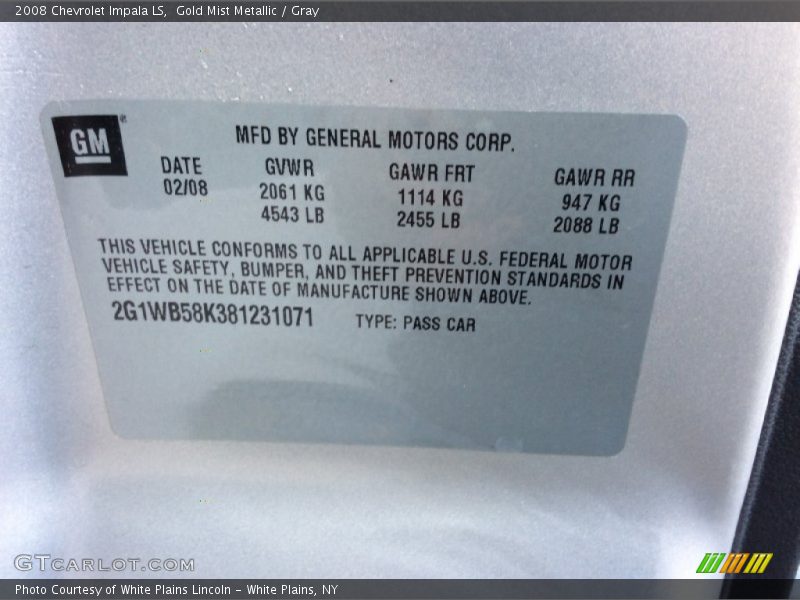 2008 Chevrolet Impala LS,  Gold Mist Metallic / Gray
GM
MFD BY GENERAL MOTORS CORP.
DATE GVWR GAWR FRT GAWR RR
02/08 2061 KG 1114 KG 947 KG
4543 LB 2455 LB 2088 LB
THIS VEHICLE CONFORMS TO ALL APPLICABLE U.S. FEDERAL MOTOR
VEHICLE SAFETY, BUMPER, AND THEFT PREVENTION STANDARDS IN
EFFECT ON THE DATE OF MANUFACTURE SHOWN ABOVE.
2G1WB58K381231071 TYPE: PASS CAR
GTCARLOT.COM
Photo Courtesy of White Plains Lincoln - White Plains, NY